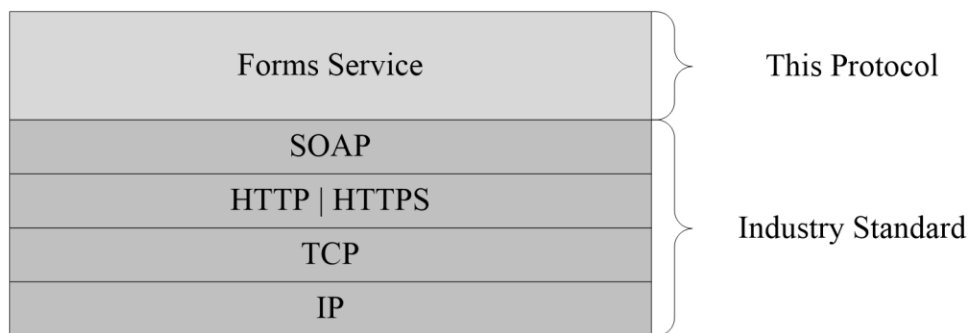 Forms Service
This Protocol
SOAP
HTTP | HTTPS
Industry Standard
TCP
IP